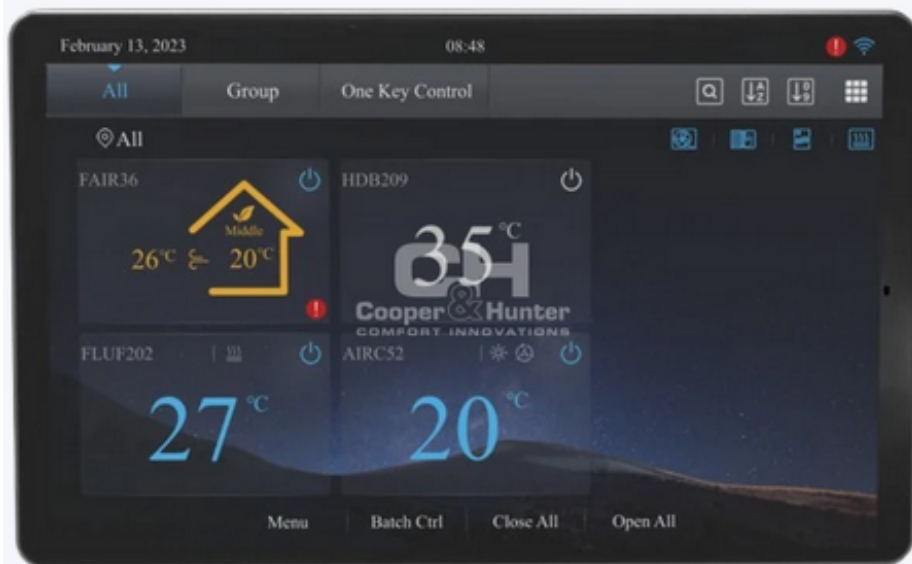 February 13, 2023 08:48
All Group One Key Control
All
FAIR36
Middle
26°C 20°C
HDB209
35°C
C&H
Cooper & Hunter
COMFORT INNOVATIONS
FLUF202
27°C
AIRC52
20°C
Menu Batch Ctrl Close All Open All